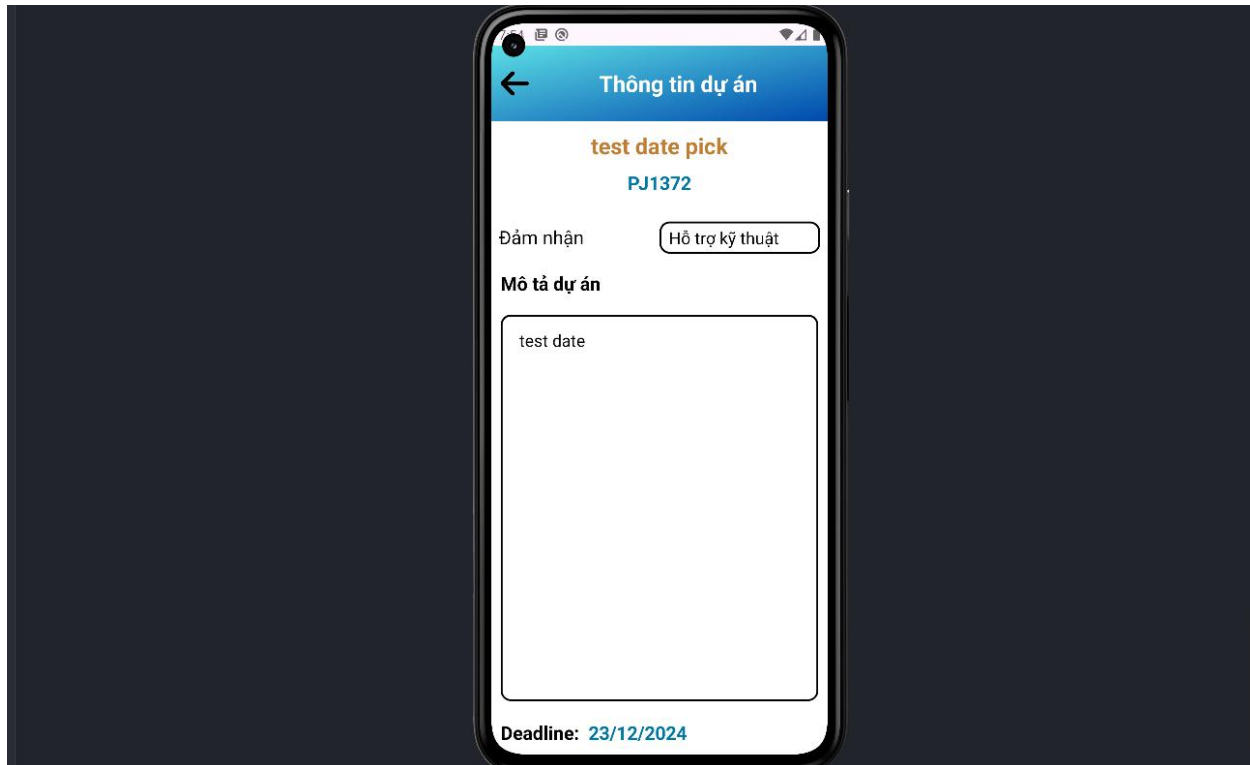 Thông tin dự án
test date pick
PJ1372
Đảm nhận
Hỗ trợ kỹ thuật
Mô tả dự án
test date
Deadline: 23/12/2024